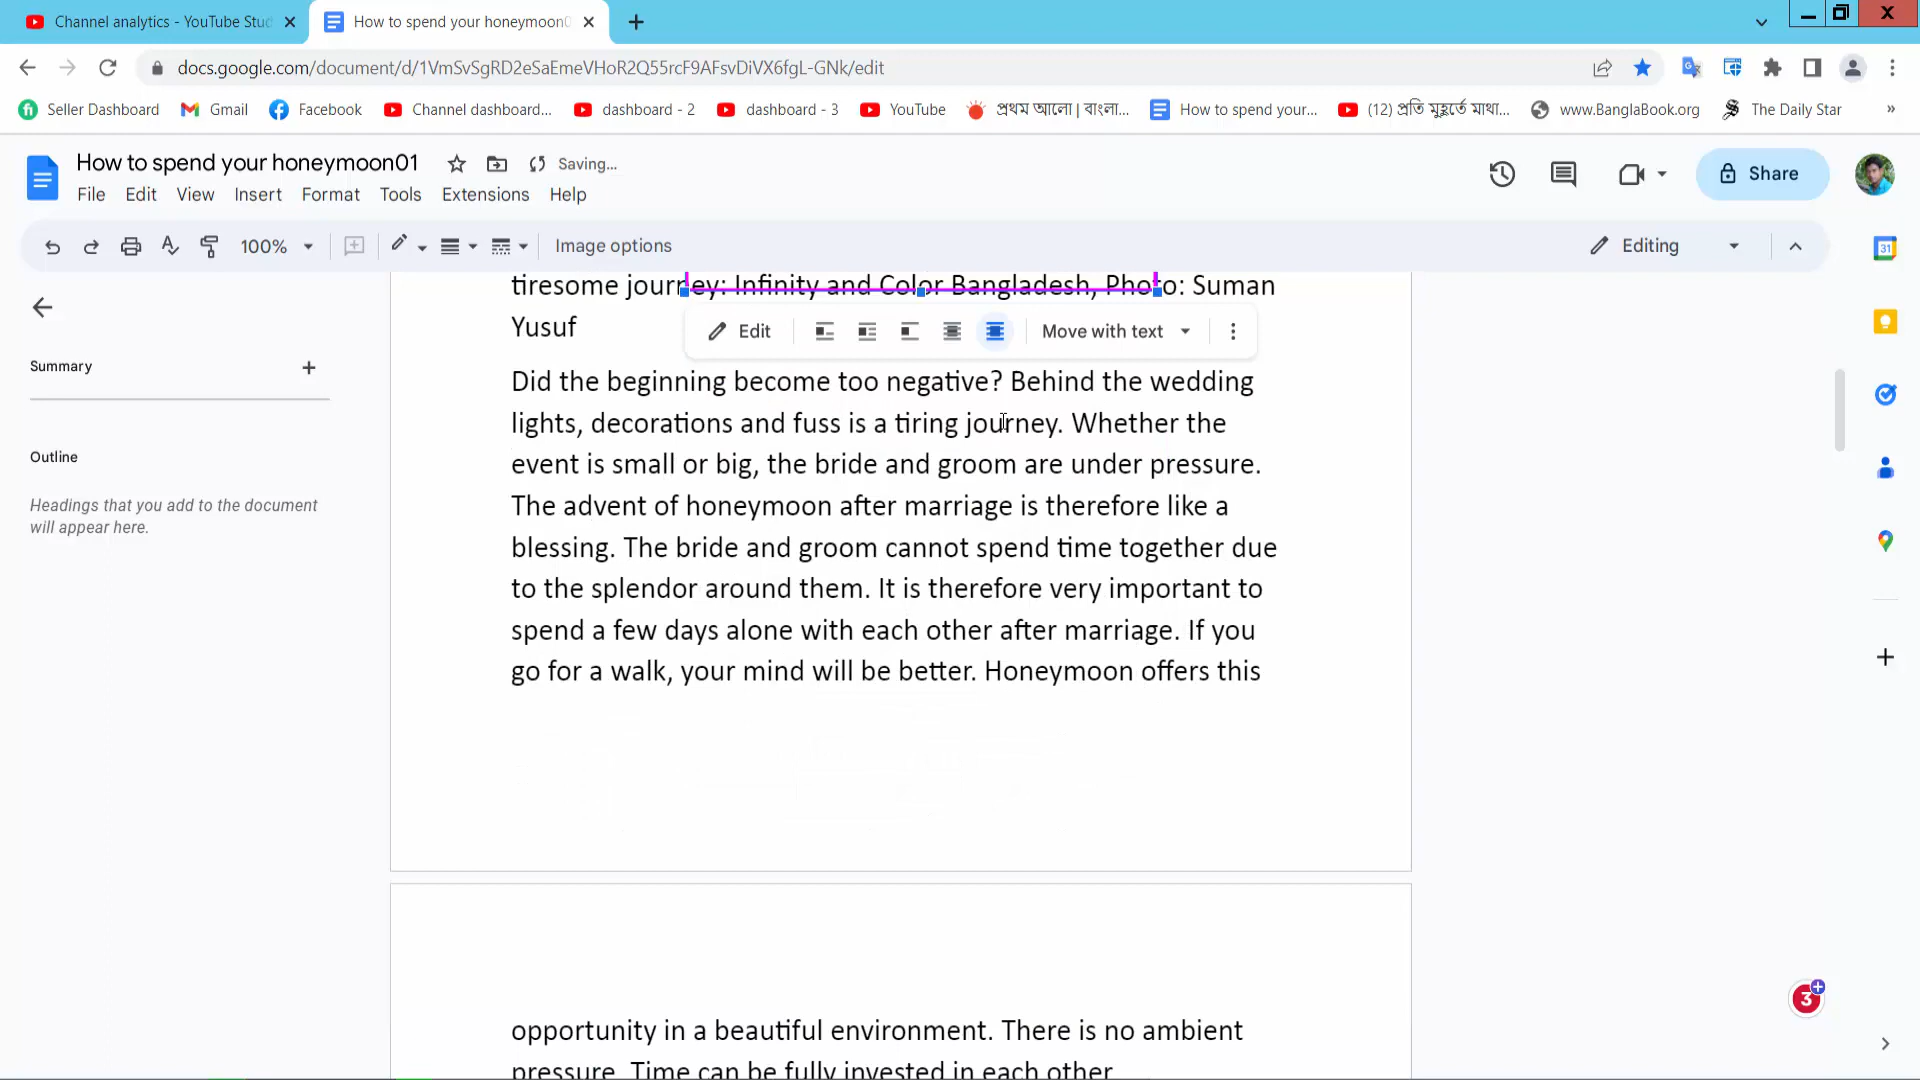 Channel analytics - YouTube Stud
How to spend your honeymoon0
docs.google.com/document/d/1VmSvSgRD2eSaEmeVHoR2Q55rcF9AFsvDiVX6fgL-GNk/edit
Seller Dashboard
Gmail
Facebook
Channel dashboard...
dashboard - 2
dashboard - 3
YouTube
প্রথম আলো | বাংলা...
How to spend your...
(12) প্রতি মুহূর্তে মাথা...
www.BanglaBook.org
The Daily Star
»
How to spend your honeymoon01
Saving...
Share
File Edit View Insert Format Tools Extensions Help
100%
Image options
Editing
31
Summary
Outline
Headings that you add to the document
will appear here.
tiresome journey: Infinity and Color Bangladesh, Photo: Suman
Yusuf
Edit
Move with text
Did the beginning become too negative? Behind the wedding
lights, decorations and fuss is a tiring journey. Whether the
event is small or big, the bride and groom are under pressure.
The advent of honeymoon after marriage is therefore like a
blessing. The bride and groom cannot spend time together due
to the splendor around them. It is therefore very important to
spend a few days alone with each other after marriage. If you
go for a walk, your mind will be better. Honeymoon offers this
3
opportunity in a beautiful environment. There is no ambient
pressure. Time can be fully invested in each other